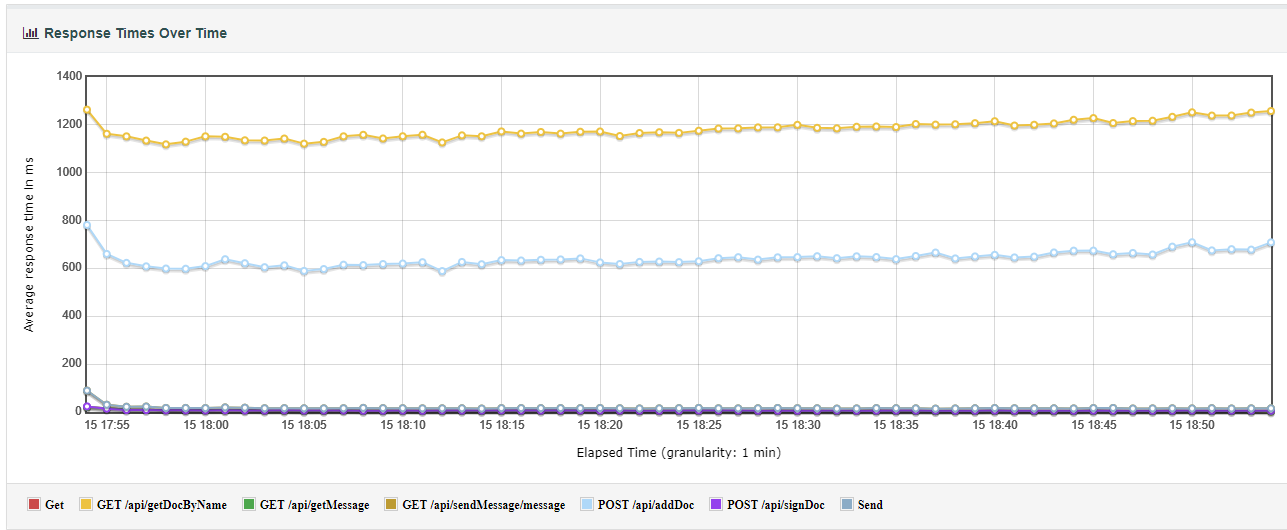 Response Times Over Time
1400
1200
1000
800
600
400
200
0
Average response time in ms
15 17:55 15 18:00 15 18:05 15 18:10 15 18:15 15 18:20 15 18:25 15 18:30 15 18:35 15 18:40 15 18:45 15 18:50
Elapsed Time (granularity: 1 min)
Get GET /api/getDocByName GET /api/getMessage GET /api/sendMessage/message POST /api/addDoc POST /api/signDoc Send